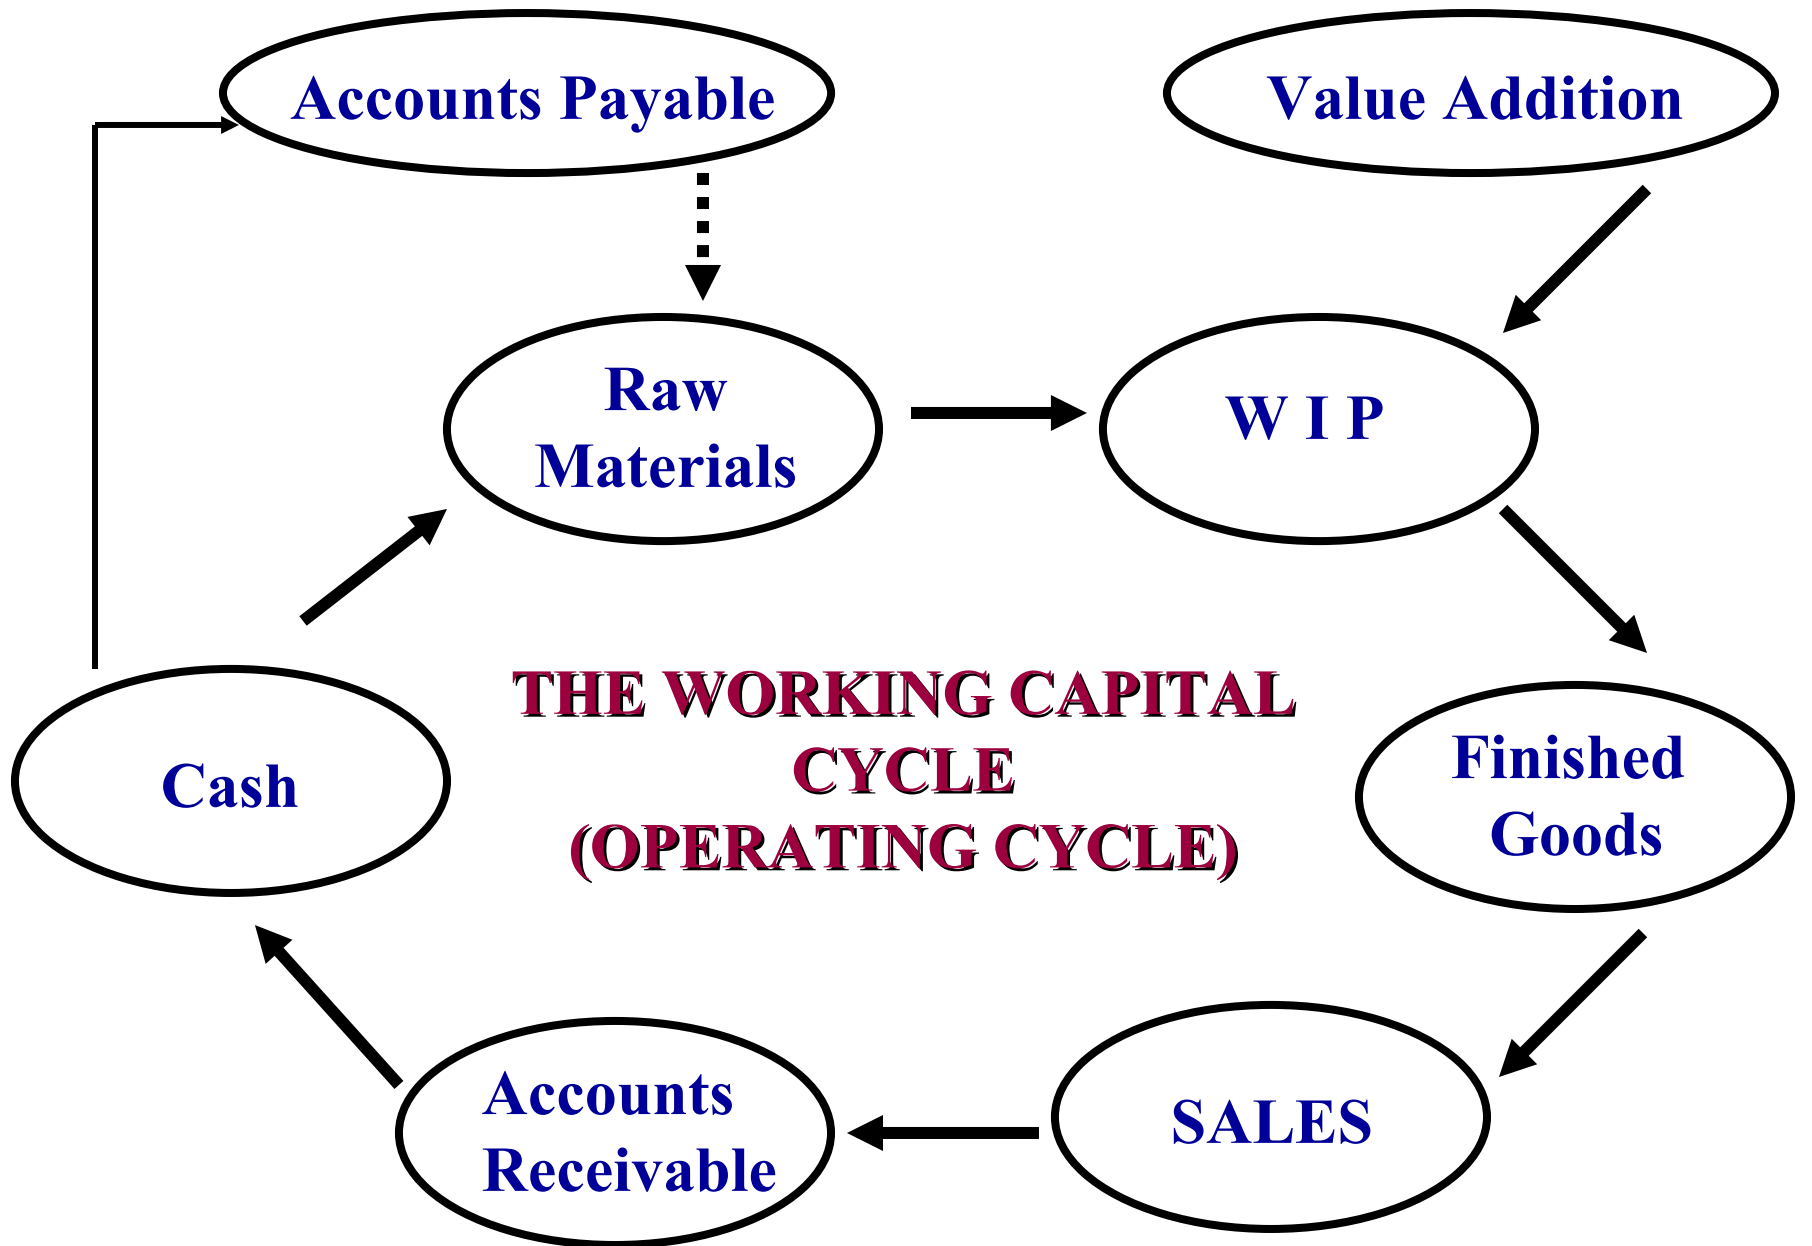 Accounts Payable
Value Addition
Raw
Materials
W I P
THE WORKING CAPITAL
CYCLE
(OPERATING CYCLE)
Cash
Finished
Goods
Accounts
Receivable
SALES